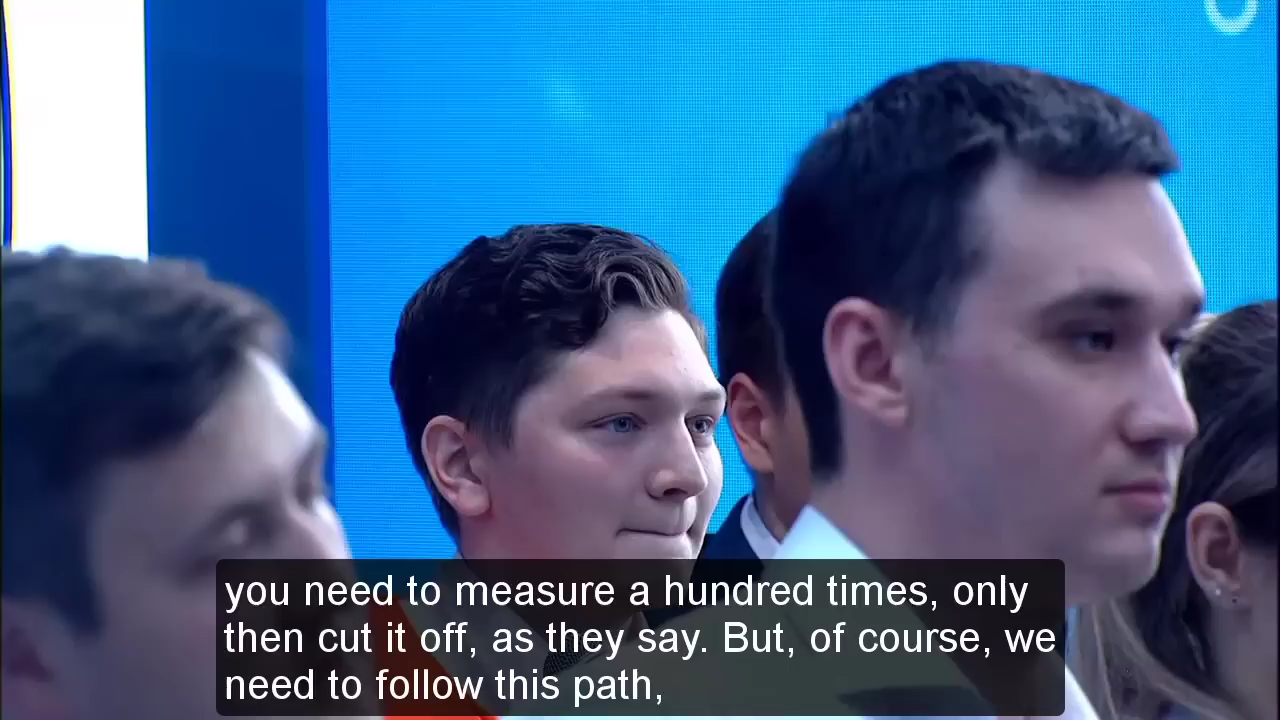 you need to measure a hundred times, only
then cut it off, as they say. But, of course, we
need to follow this path,